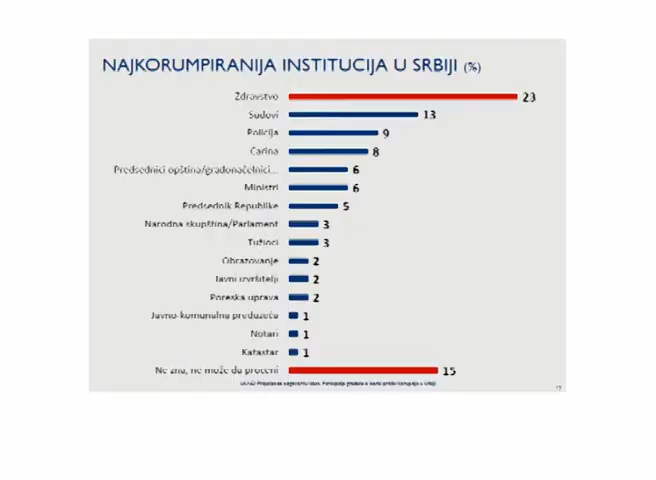 NAJKORUMPIRANIJA INSTITUCIJA U SRBIJI (%)
Zdravstvo 23
Sudovi 13
Policija 9
Carina 8
Predsednici opština/gradonačelnici... 6
Ministri 6
Predsednik Republike 5
Narodna skupština/Parlament 3
Tužioci 3
Obrazovanje 2
Javni izvršitelji 2
Poreska uprava 2
Javno-komunalna preduzeća 1
Notari 1
Katastar 1
Ne zna, ne može da proceni 15